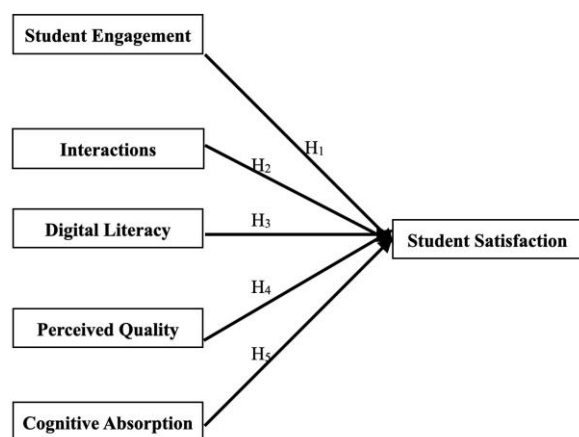 Student Engagement
H₁
Interactions
H₂
Digital Literacy
H₃
Student Satisfaction
H₄
Perceived Quality
H₅
Cognitive Absorption